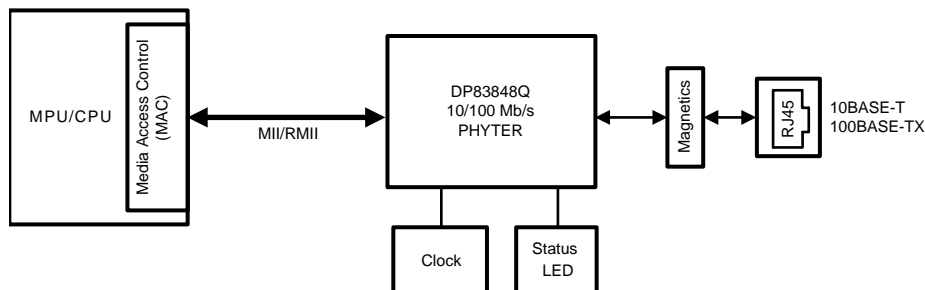 MPU/CPU
Media Access Control
(MAC)
MII/RMII
DP83848Q
10/100 Mb/s
PHYTER
Magnetics
RJ45
10BASE-T
100BASE-TX
Clock
Status
LED